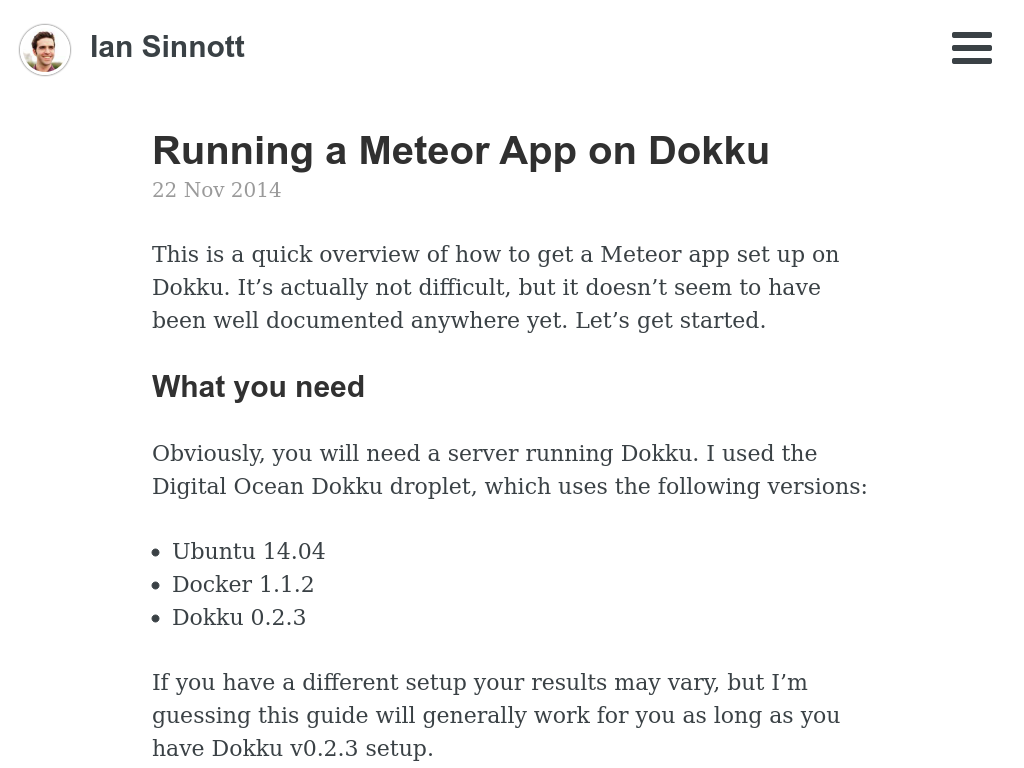 Ian Sinnott
Running a Meteor App on Dokku
22 Nov 2014
This is a quick overview of how to get a Meteor app set up on
Dokku. It’s actually not difficult, but it doesn’t seem to have
been well documented anywhere yet. Let’s get started.
What you need
Obviously, you will need a server running Dokku. I used the
Digital Ocean Dokku droplet, which uses the following versions:
• Ubuntu 14.04
• Docker 1.1.2
• Dokku 0.2.3
If you have a different setup your results may vary, but I’m
guessing this guide will generally work for you as long as you
have Dokku v0.2.3 setup.